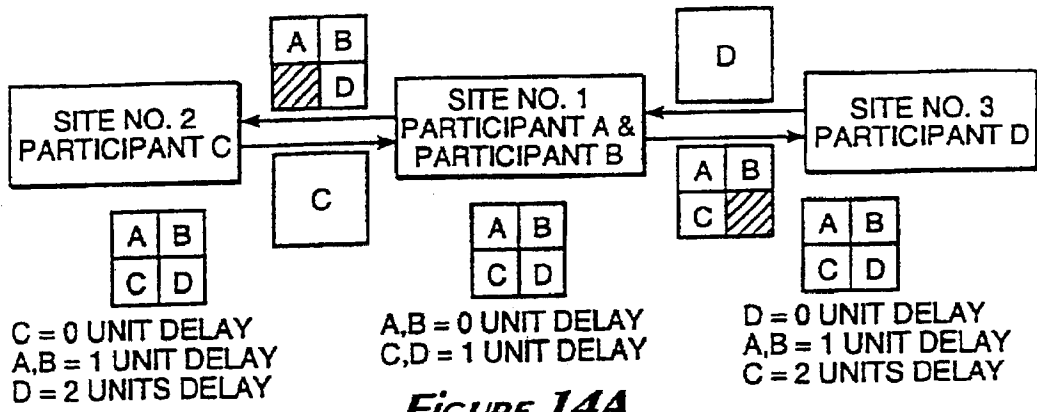 A B
D
D
SITE NO. 2
PARTICIPANT C
SITE NO. 1
PARTICIPANT A &
PARTICIPANT B
SITE NO. 3
PARTICIPANT D
C
A B
C
A B
C D
C = 0 UNIT DELAY
A,B = 1 UNIT DELAY
D = 2 UNITS DELAY
A B
C D
A,B = 0 UNIT DELAY
C,D = 1 UNIT DELAY
A B
C D
D = 0 UNIT DELAY
A,B = 1 UNIT DELAY
C = 2 UNITS DELAY
FIGURE 14A